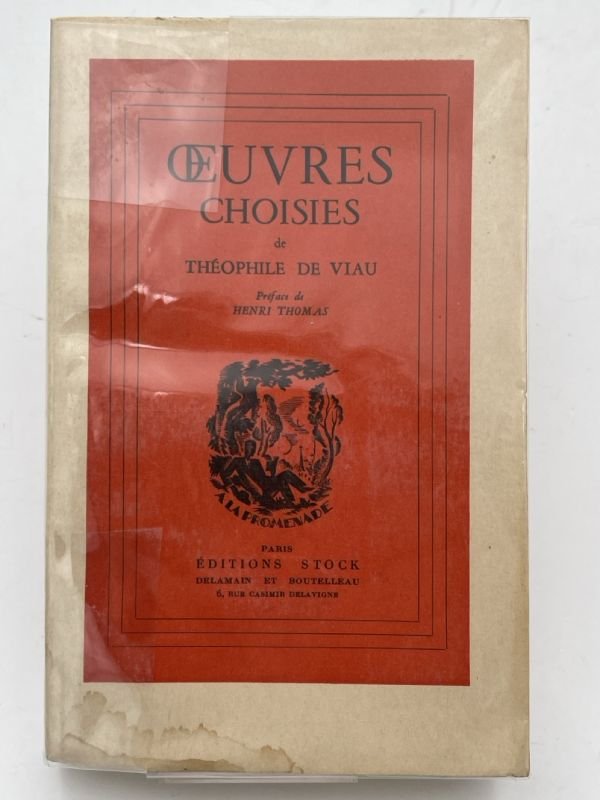 ŒUVRES
CHOISIES
de
THÉOPHILE DE VIAU
Préface de
HENRI THOMAS
A LA PROMENADE
PARIS
ÉDITIONS STOCK
DELAMAIN ET BOUTELLEAU
6, RUE CASIMIR DELAVIGNE